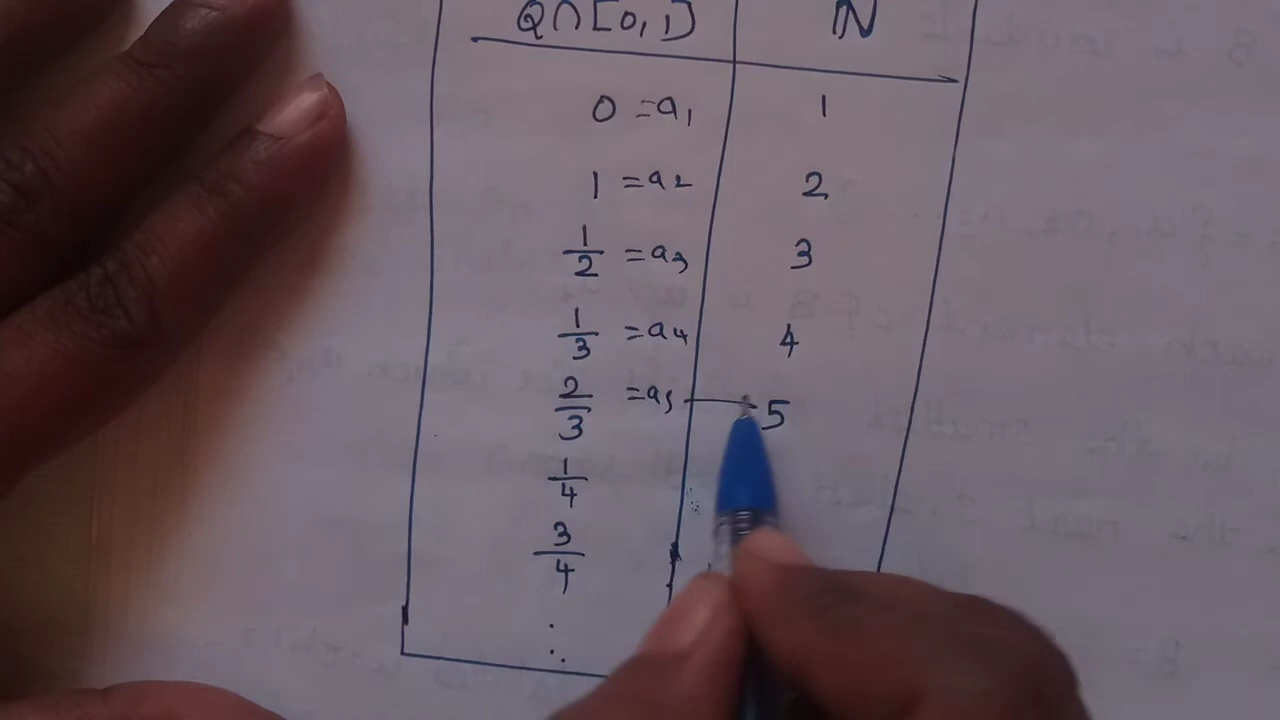 Q∩[0,1] N
0 =a₁ 1
1 =a₂ 2
1/2 =a₃ 3
1/3 =a₄ 4
2/3 =a₅ 5
1/4
3/4
⋮